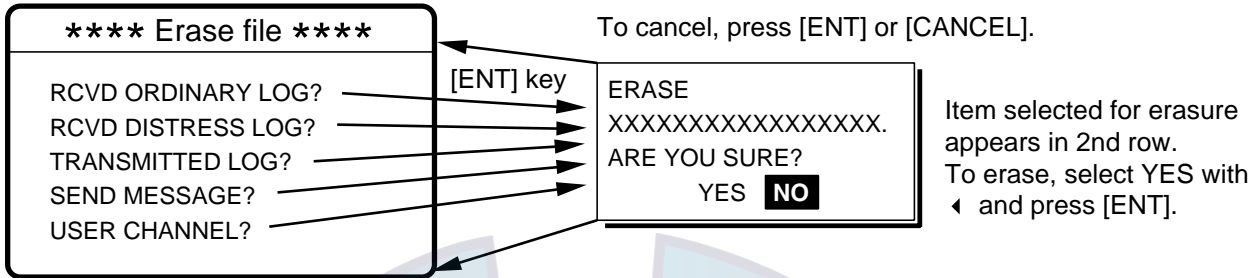 **** Erase file ****
RCVD ORDINARY LOG?
RCVD DISTRESS LOG?
TRANSMITTED LOG?
SEND MESSAGE?
USER CHANNEL?
[ENT] key
To cancel, press [ENT] or [CANCEL].
ERASE
XXXXXXXXXXXXXXXXX.
ARE YOU SURE?
YES NO
Item selected for erasure
appears in 2nd row.
To erase, select YES with
◂ and press [ENT].